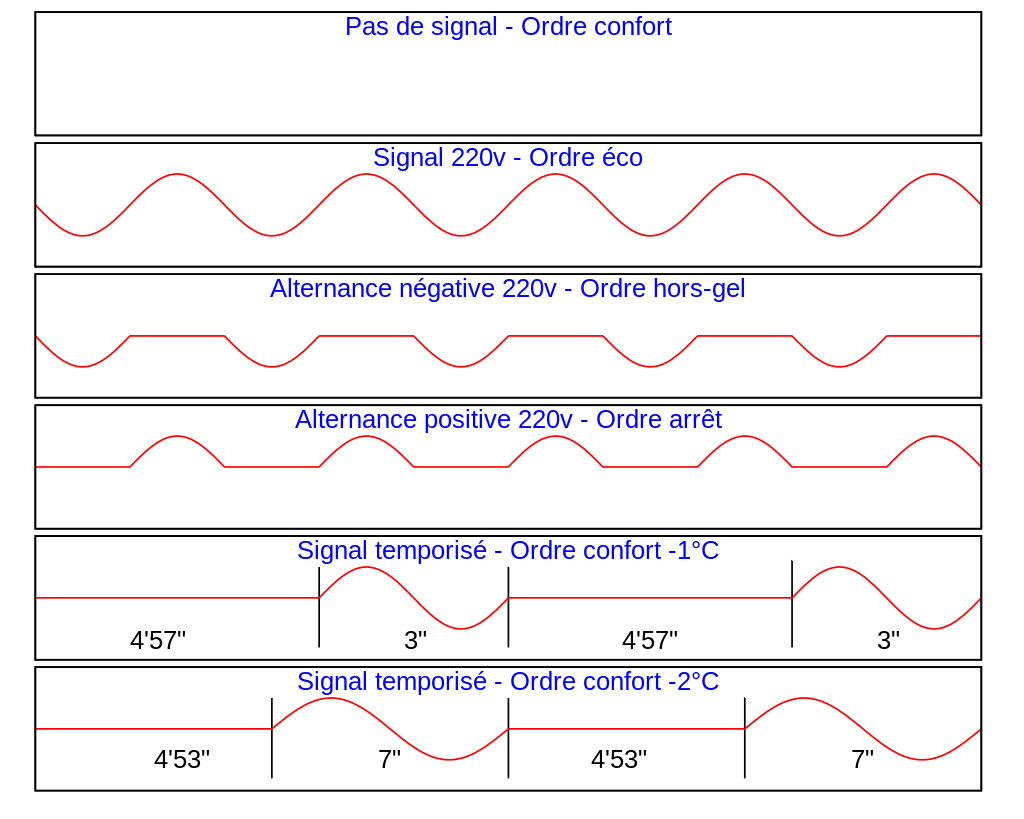 Pas de signal - Ordre confort
Signal 220v - Ordre éco
Alternance négative 220v - Ordre hors-gel
Alternance positive 220v - Ordre arrêt
Signal temporisé - Ordre confort -1°C
4'57" 3" 4'57" 3"
Signal temporisé - Ordre confort -2°C
4'53" 7" 4'53" 7"